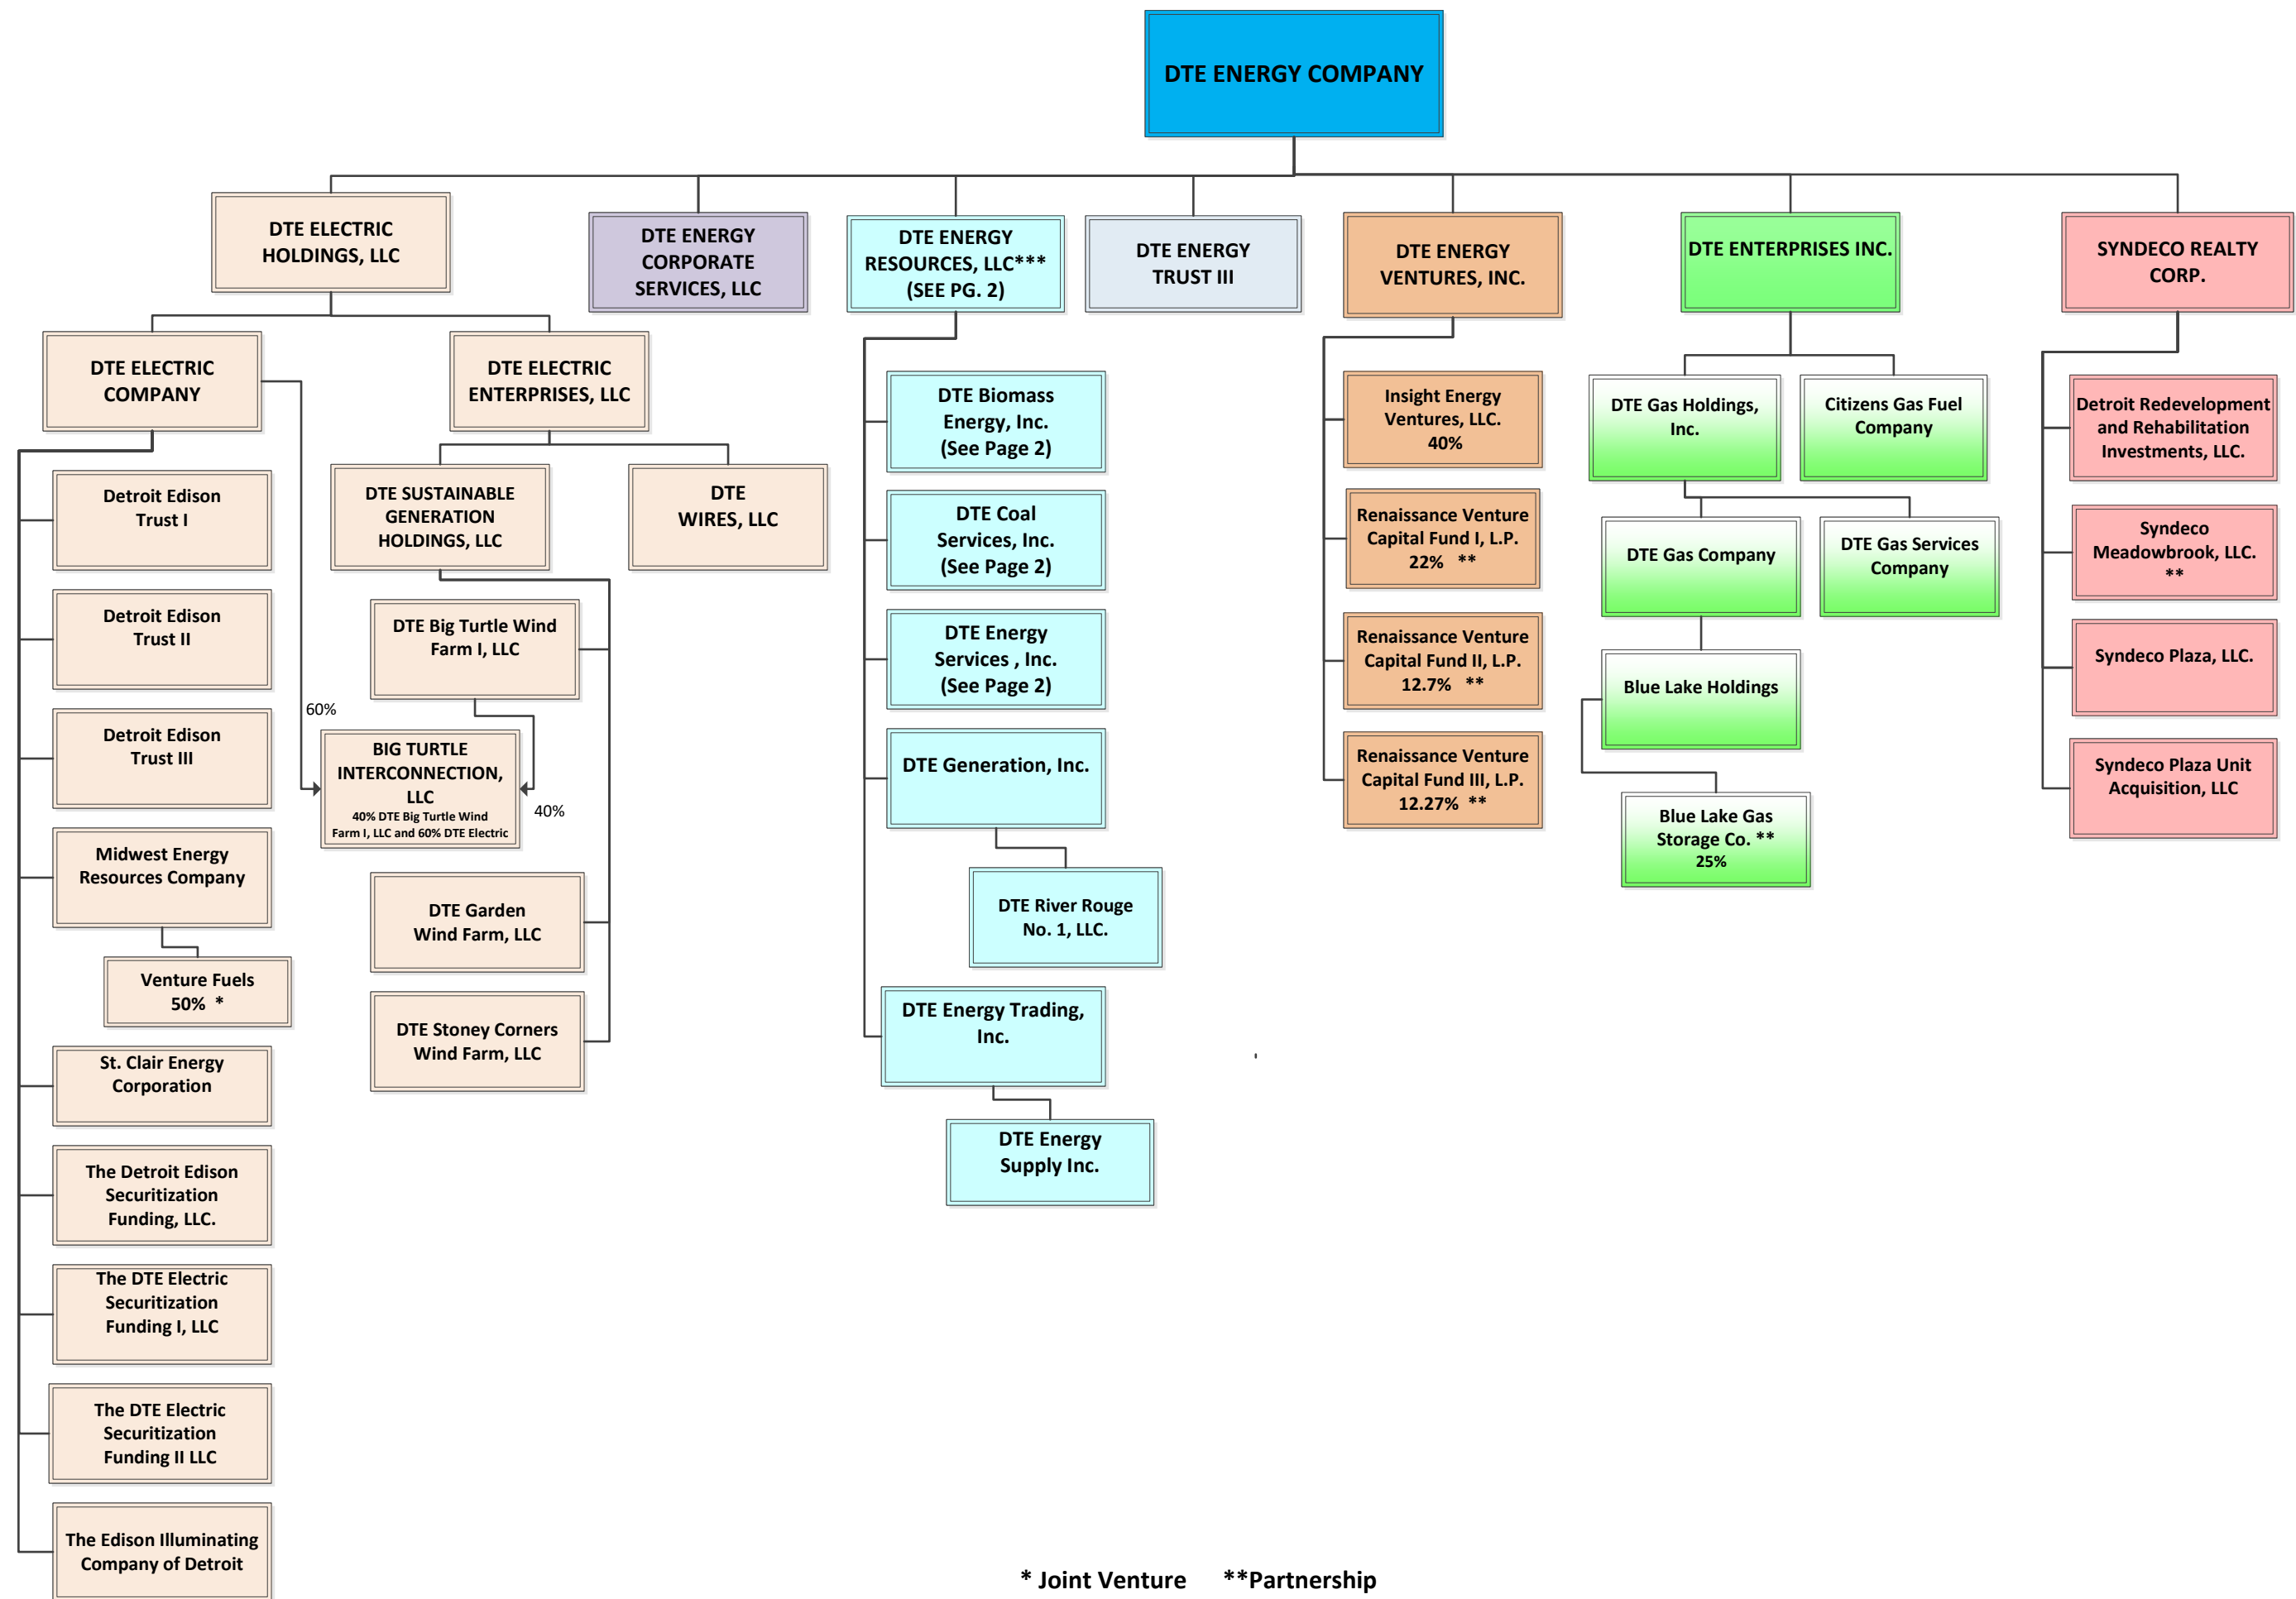 DTE ENERGY COMPANY
DTE ELECTRIC
HOLDINGS, LLC
DTE ENERGY
CORPORATE
SERVICES, LLC
DTE ENERGY
RESOURCES, LLC***
(SEE PG. 2)
DTE ENERGY
TRUST III
DTE ENERGY
VENTURES, INC.
DTE ENTERPRISES INC.
SYNDECO REALTY
CORP.
DTE ELECTRIC
COMPANY
DTE ELECTRIC
ENTERPRISES, LLC
Detroit Edison
Trust I
Detroit Edison
Trust II
Detroit Edison
Trust III
Midwest Energy
Resources Company
Venture Fuels
50% *
St. Clair Energy
Corporation
The Detroit Edison
Securitization
Funding, LLC.
The DTE Electric
Securitization
Funding I, LLC
The DTE Electric
Securitization
Funding II LLC
The Edison Illuminating
Company of Detroit
DTE SUSTAINABLE
GENERATION
HOLDINGS, LLC
DTE
WIRES, LLC
DTE Big Turtle Wind
Farm I, LLC
60%
BIG TURTLE
INTERCONNECTION,
LLC
40% DTE Big Turtle Wind
Farm I, LLC and 60% DTE Electric
40%
DTE Garden
Wind Farm, LLC
DTE Stoney Corners
Wind Farm, LLC
DTE Biomass
Energy, Inc.
(See Page 2)
DTE Coal
Services, Inc.
(See Page 2)
DTE Energy
Services , Inc.
(See Page 2)
DTE Generation, Inc.
DTE River Rouge
No. 1, LLC.
DTE Energy Trading,
Inc.
DTE Energy
Supply Inc.
Insight Energy
Ventures, LLC.
40%
Renaissance Venture
Capital Fund I, L.P.
22% **
Renaissance Venture
Capital Fund II, L.P.
12.7% **
Renaissance Venture
Capital Fund III, L.P.
12.27% **
DTE Gas Holdings,
Inc.
Citizens Gas Fuel
Company
DTE Gas Company
DTE Gas Services
Company
Blue Lake Holdings
Blue Lake Gas
Storage Co. **
25%
Detroit Redevelopment
and Rehabilitation
Investments, LLC.
Syndeco
Meadowbrook, LLC.
**
Syndeco Plaza, LLC.
Syndeco Plaza Unit
Acquisition, LLC
* Joint Venture **Partnership